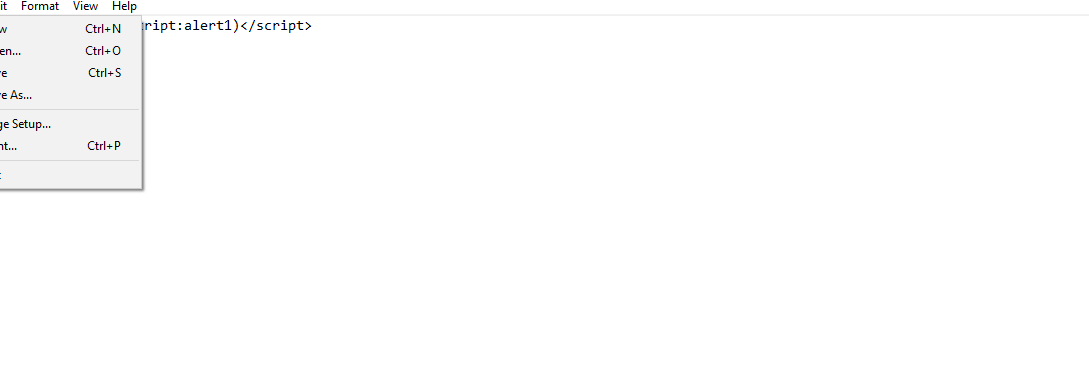 it Format View Help
w Ctrl+N
ript:alert1)</script>
en... Ctrl+O
e Ctrl+S
e As...
ge Setup...
nt... Ctrl+P
t